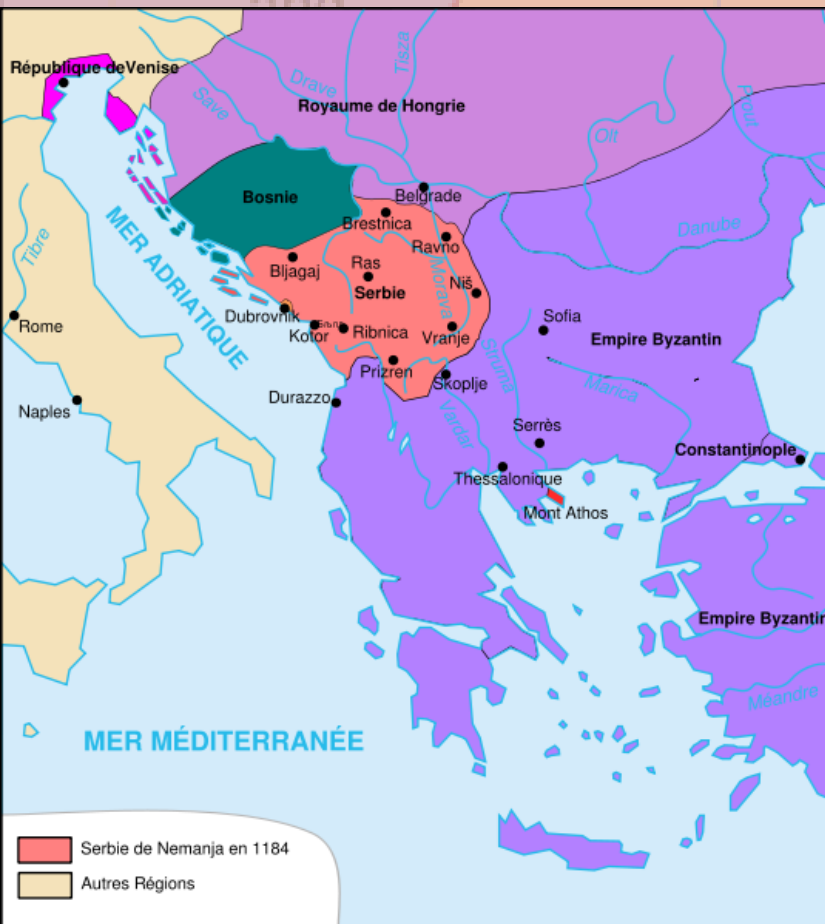 République deVenise
Drave
Tisza
Save
Royaume de Hongrie
Prout
Olt
Bosnie
Belgrade
Brestnica
Danube
Tibre
MER ADRIATIQUE
Ravno
Bljagaj
Ras
Morava
Niš
Serbie
Rome
Dubrovnik
Kotor
Ribnica
Vranje
Sofia
Empire Byzantin
Struma
Prizren
Skoplje
Marica
Naples
Durazzo
Vardar
Serrès
Constantinople
Thessalonique
Mont Athos
Empire Byzantin
Méandre
MER MÉDITERRANÉE
Serbie de Nemanja en 1184
Autres Régions